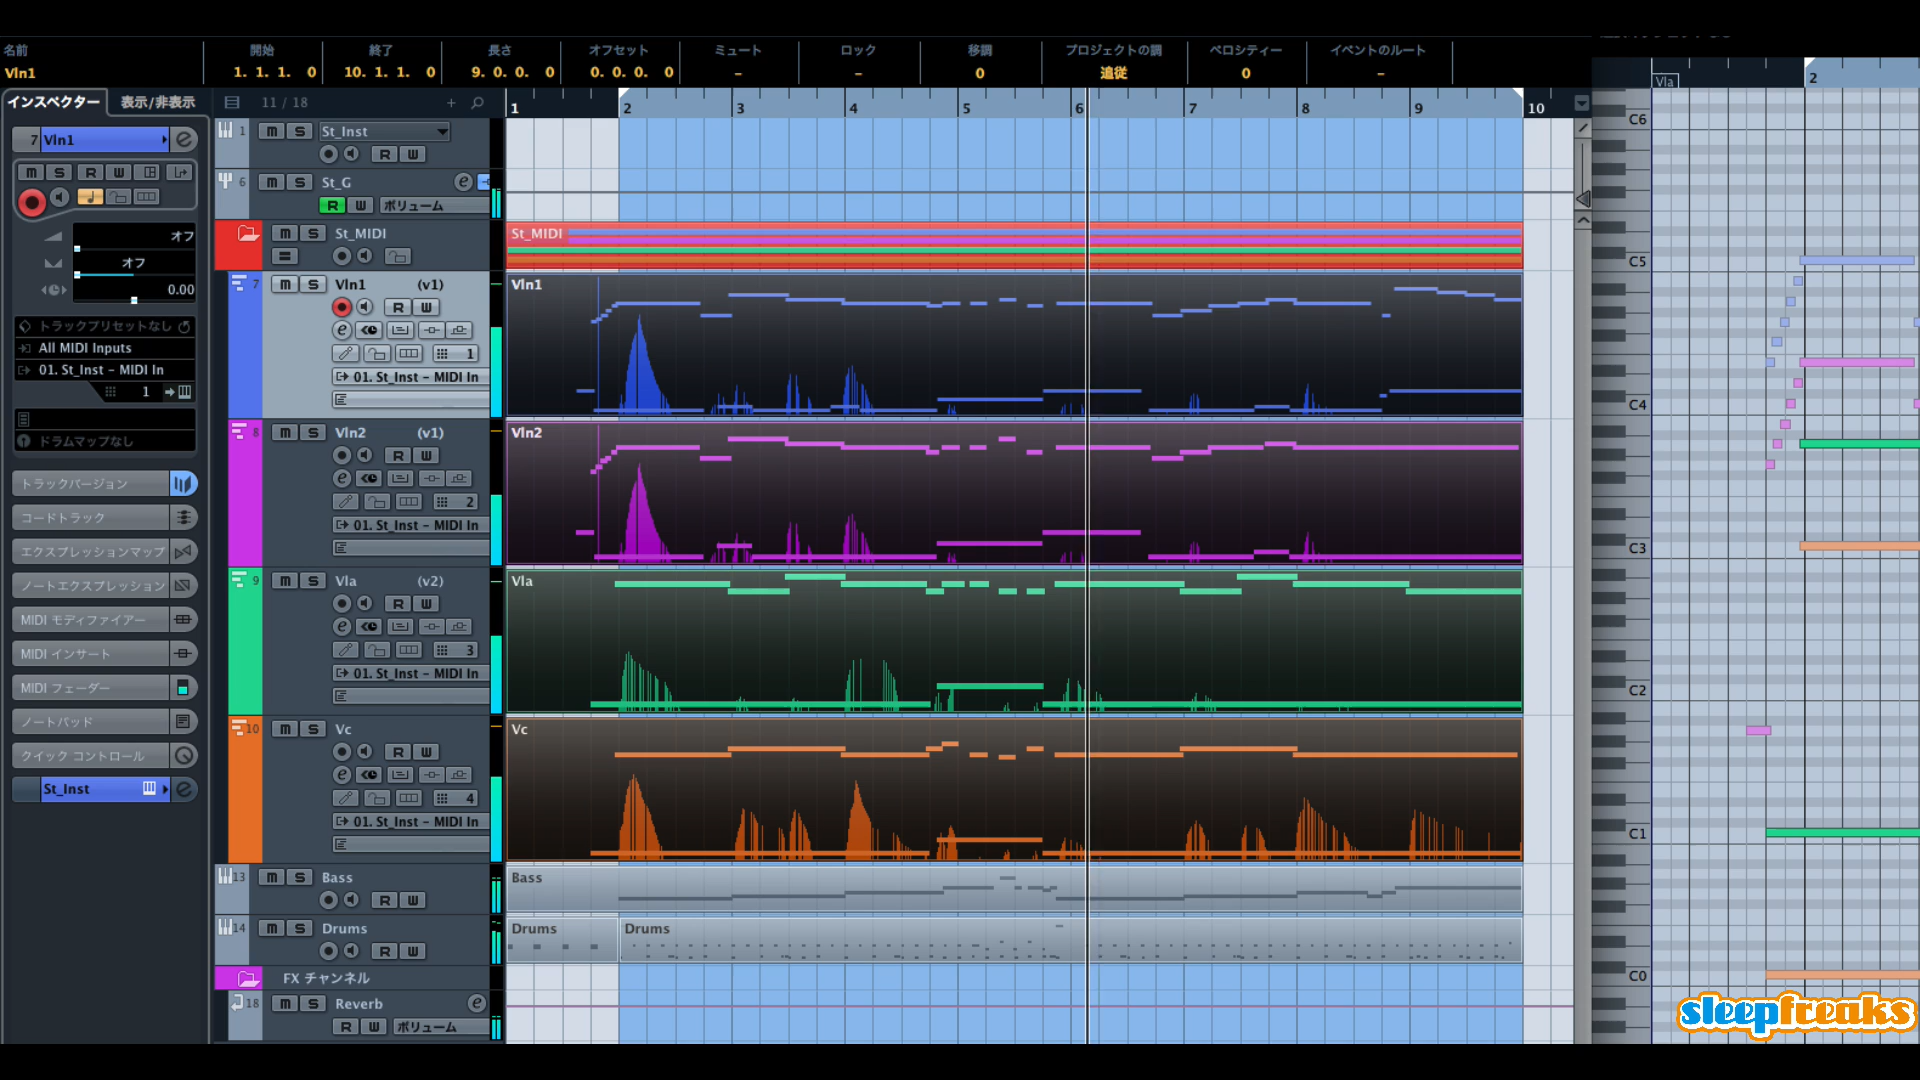 名前 開始 終了 長さ オフセット ミュート ロック 移調 プロジェクトの調 ベロシティー イベントのルート
Vln1 1. 1. 1. 0 10. 1. 1. 0 9. 0. 0. 0 0. 0. 0. 0 – – 0 追従 0 –
インスペクター 表示/非表示
11 / 18
1 2 3 4 5 6 7 8 9 10
7 Vln1
M S R W
オフ
オフ
0.00
トラックプリセットなし
All MIDI Inputs
01. St_Inst – MIDI In
1
ドラムマップなし
トラックバージョン
コードトラック
エクスプレッションマップ
ノートエクスプレッション
MIDI モディファイアー
MIDI インサート
MIDI フェーダー
ノートパッド
クイック コントロール
St_Inst
1 M S St_Inst
R W
6 M S St_G
R W ボリューム
M S St_MIDI
7 M S Vln1 (v1)
R W
1
01. St_Inst – MIDI In
8 M S Vln2 (v1)
R W
2
01. St_Inst – MIDI In
9 M S Vla (v2)
R W
3
01. St_Inst – MIDI In
10 M S Vc
R W
4
01. St_Inst – MIDI In
13 M S Bass
R W
14 M S Drums
R W
FX チャンネル
18 M S Reverb
R W ボリューム
St_MIDI
Vln1
Vln2
Vla
Vc
Bass
Drums Drums
Vla 2
C6
C5
C4
C3
C2
C1
C0
sleepfreaks